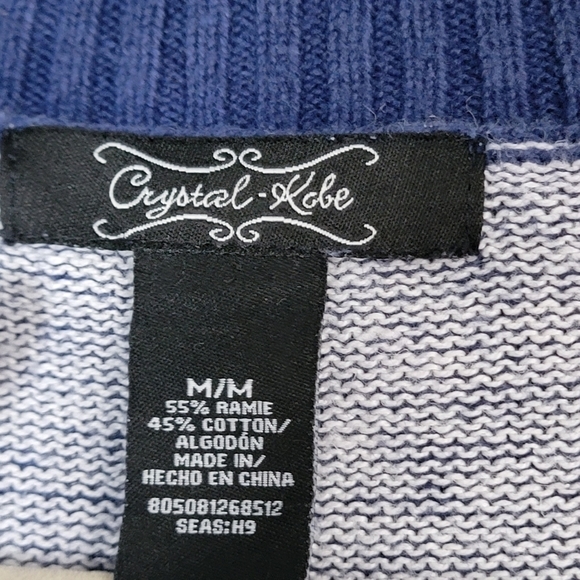 Crystal-Kobe
M/M
55% RAMIE
45% COTTON/
ALGODÓN
MADE IN/
HECHO EN CHINA
805081268512
SEAS:H9